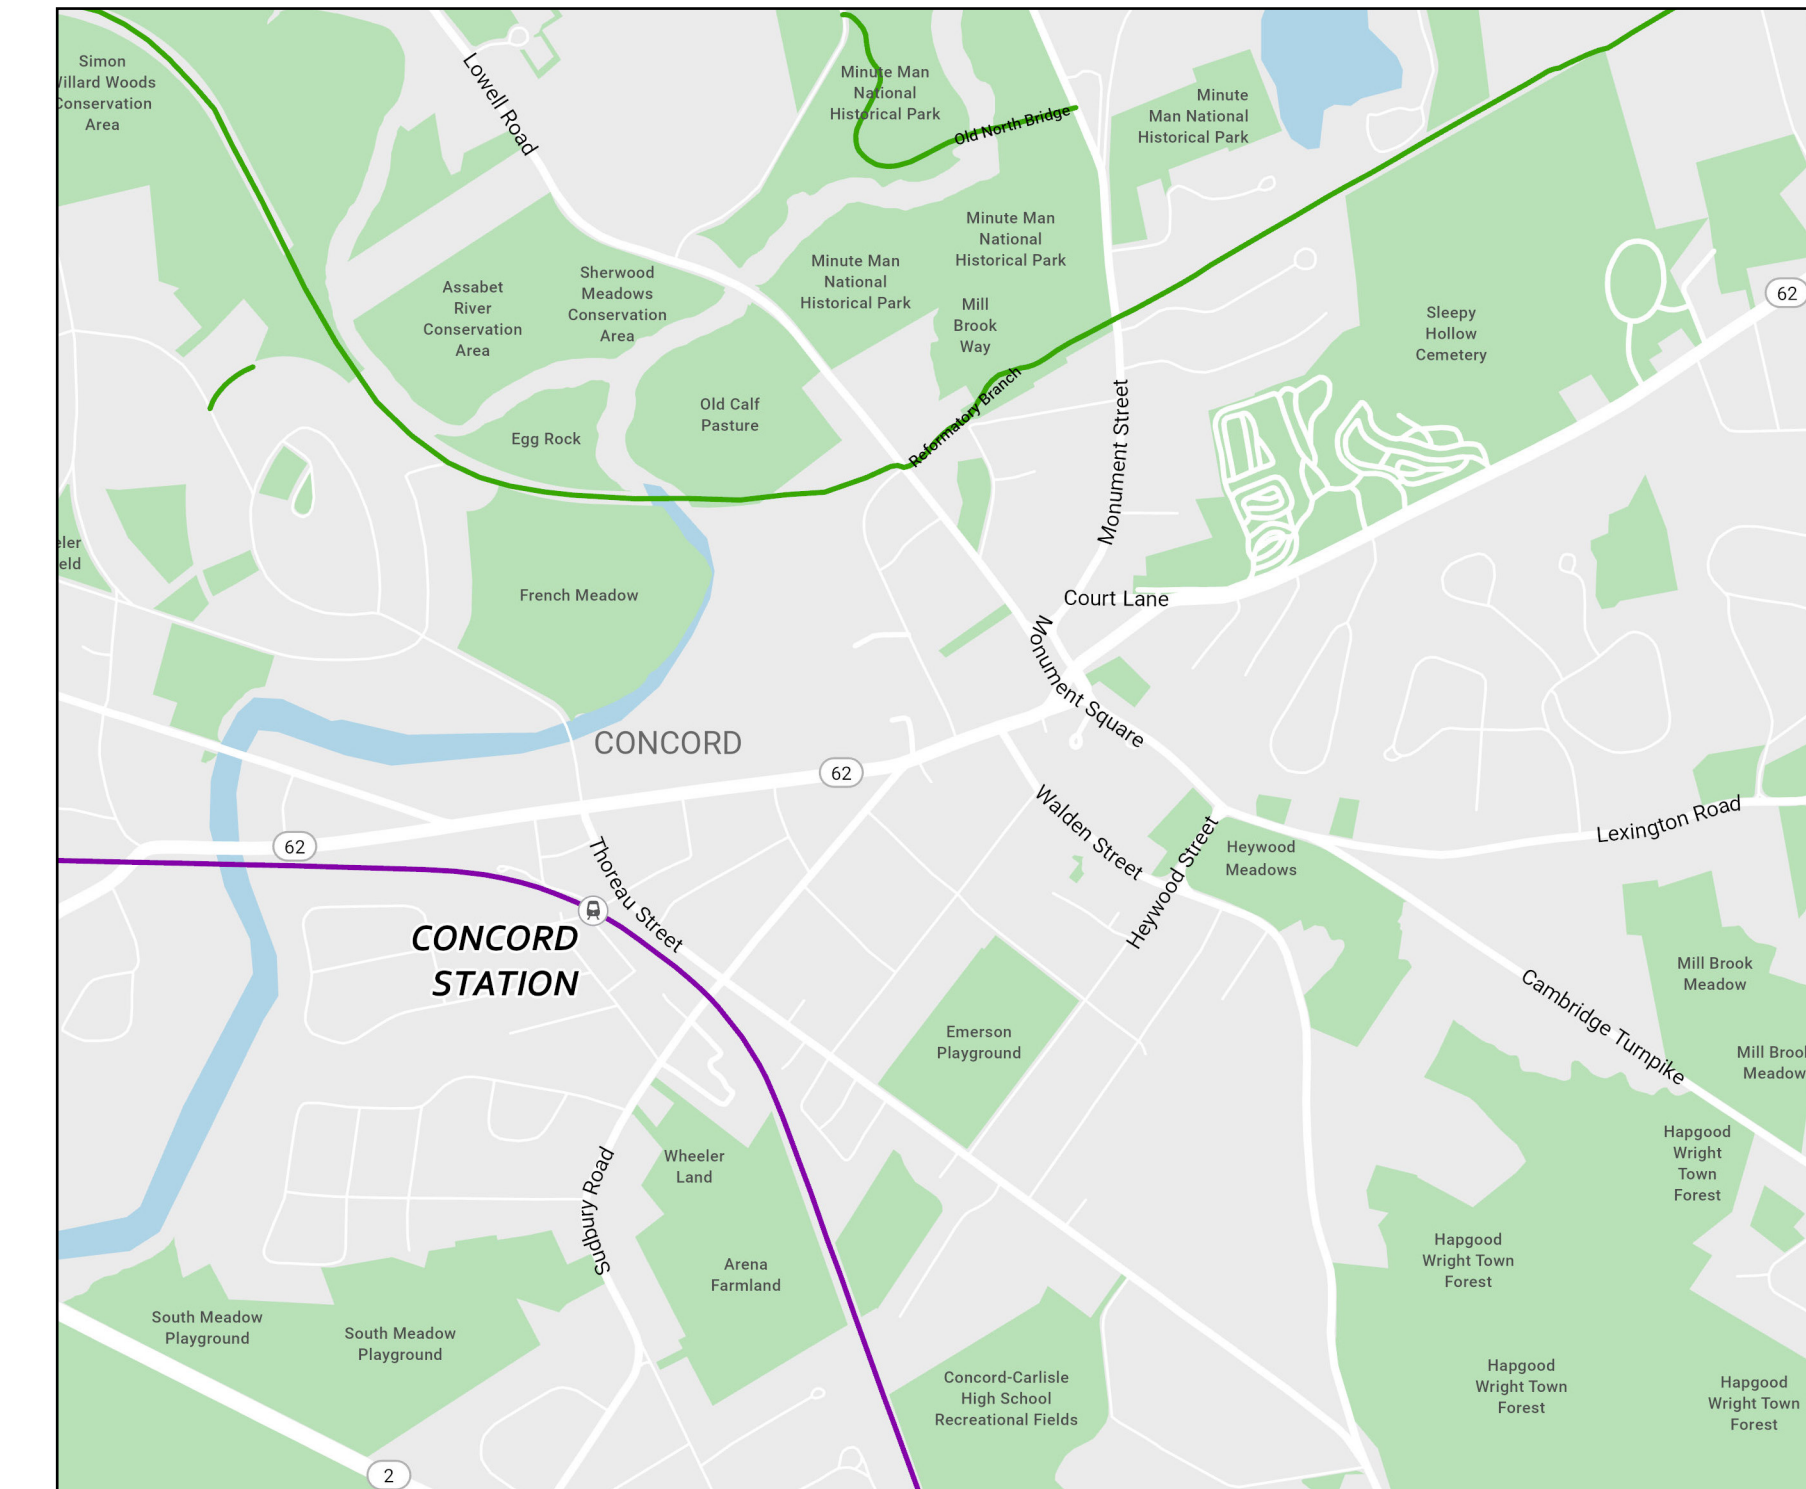 Simon
Willard Woods
Conservation
Area
Lowell Road
Minute Man
National
Historical Park
Old North Bridge
Minute
Man National
Historical Park
Minute Man
National
Historical Park
Minute Man
National
Historical Park
Mill
Brook
Way
Assabet
River
Conservation
Area
Sherwood
Meadows
Conservation
Area
62
Sleepy
Hollow
Cemetery
Old Calf
Pasture
Egg Rock
Reformatory Branch
Monument Street
eler
eld
French Meadow
Court Lane
Monument Square
CONCORD
62
62
Walden Street
Heywood Street
Heywood
Meadows
Lexington Road
Thoreau Street
CONCORD
STATION
Cambridge Turnpike
Mill Brook
Meadow
Mill Brook
Meadow
Emerson
Playground
Wheeler
Land
Sudbury Road
Hapgood
Wright
Town
Forest
Hapgood
Wright Town
Forest
Arena
Farmland
South Meadow
Playground
South Meadow
Playground
Concord-Carlisle
High School
Recreational Fields
Hapgood
Wright Town
Forest
Hapgood
Wright Town
Forest
2